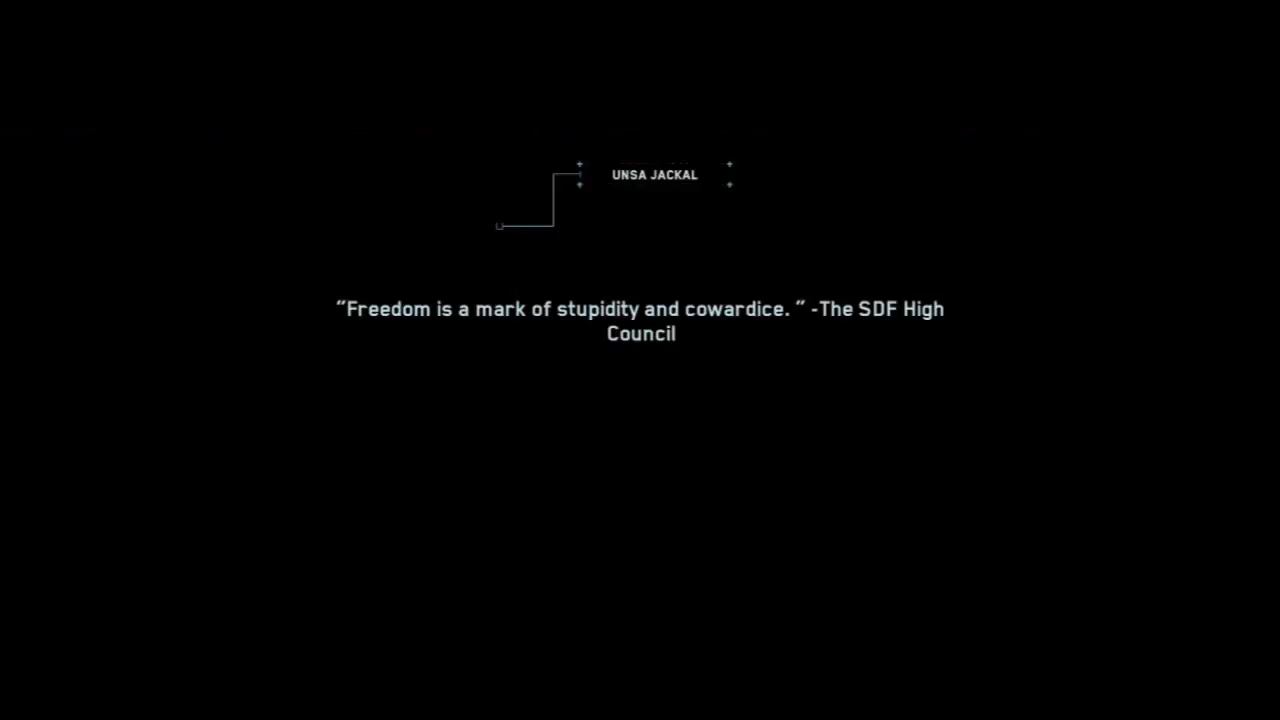 UNSA JACKAL
"Freedom is a mark of stupidity and cowardice. " -The SDF High
Council